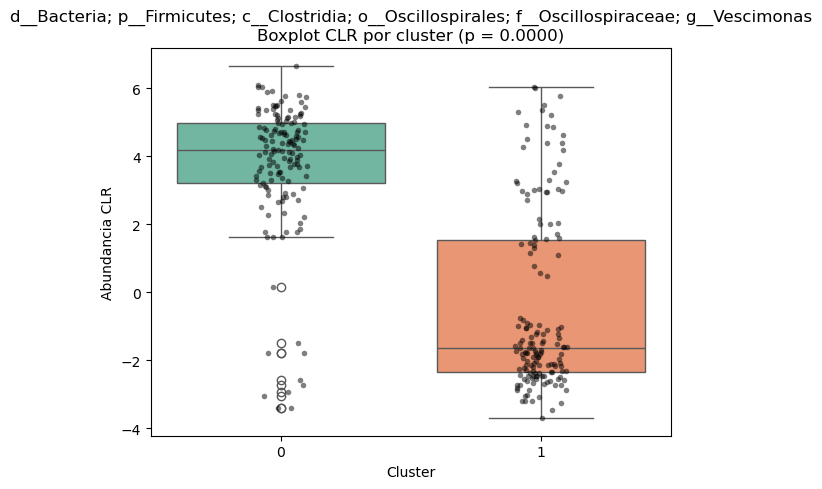 d__Bacteria; p__Firmicutes; c__Clostridia; o__Oscillospirales; f__Oscillospiraceae; g__Vescimonas
Boxplot CLR por cluster (p = 0.0000)
6
4
2
0
−2
−4
Abundancia CLR
0
1
Cluster